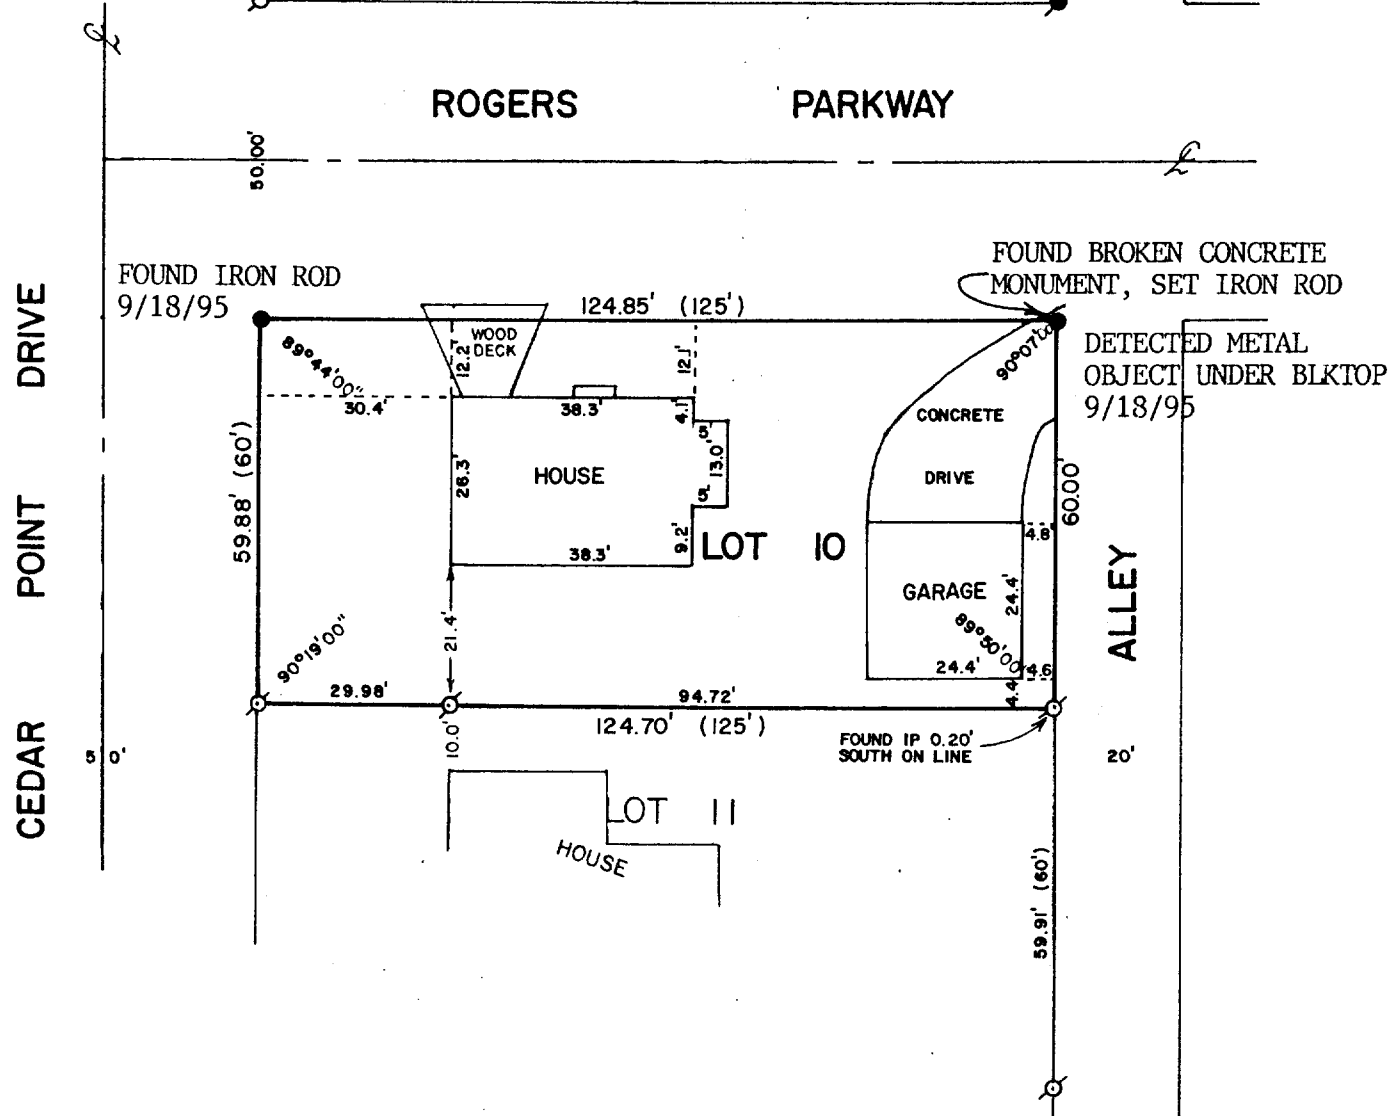 ROGERS PARKWAY
50.00'
FOUND IRON ROD
9/18/95
FOUND BROKEN CONCRETE
MONUMENT, SET IRON ROD
DETECTED METAL
OBJECT UNDER BLKTOP
9/18/95
124.85' (125')
WOOD
DECK
12.2'
12.1'
89°44'00"
90°07'00
30.4'
38.3'
4.1'
5'
13.0'
5'
CONCRETE
DRIVE
59.88' (60')
26.3'
HOUSE
9.2'
60.00'
38.3'
LOT 10
4.8'
GARAGE
24.4'
89°50'00
21.4'
90°19'00"
24.4'
4.6
4.4'
29.98'
94.72'
124.70' (125')
10.0'
FOUND IP 0.20'
SOUTH ON LINE
50'
20'
LOT 11
HOUSE
59.91' (60')
CEDAR POINT DRIVE
ALLEY